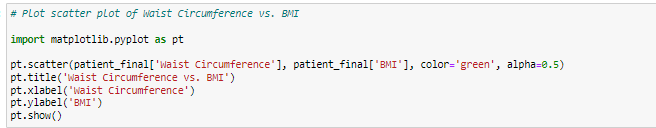 # Plot scatter plot of Waist Circumference vs. BMI
import matplotlib.pyplot as pt
pt.scatter(patient_final['Waist Circumference'], patient_final['BMI'], color='green', alpha=0.5)
pt.title('Waist Circumference vs. BMI')
pt.xlabel('Waist Circumference')
pt.ylabel('BMI')
pt.show()